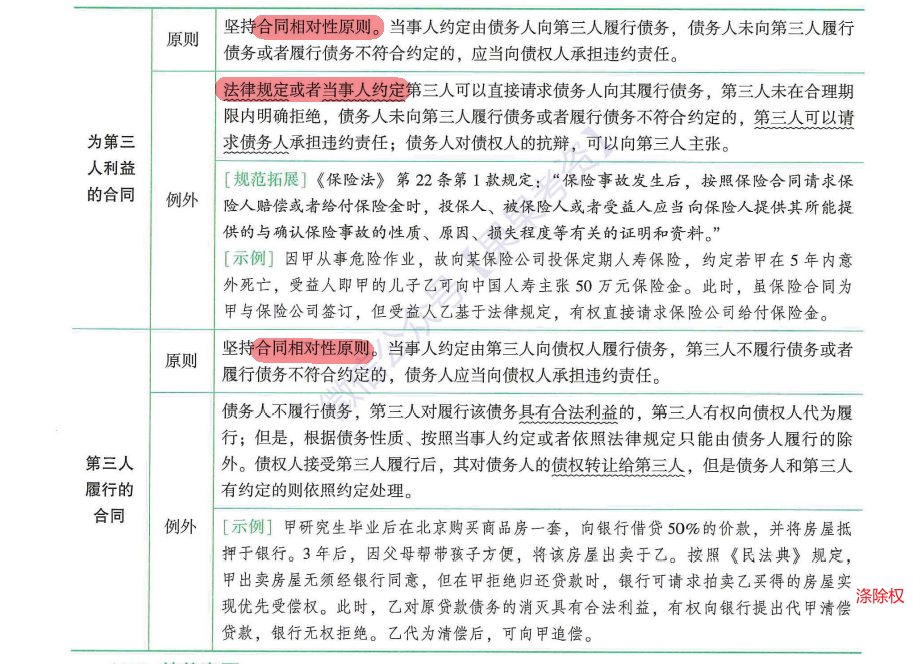 原则
坚持合同相对性原则。当事人约定由债务人向第三人履行债务，债务人未向第三人履行
债务或者履行债务不符合约定的，应当向债权人承担违约责任。
为第三
人利益
的合同
例外
法律规定或者当事人约定第三人可以直接请求债务人向其履行债务，第三人未在合理期
限内明确拒绝，债务人未向第三人履行债务或者履行债务不符合约定的，第三人可以请
求债务人承担违约责任；债务人对债权人的抗辩，可以向第三人主张。
［规范拓展］《保险法》第 22 条第 1 款规定：“保险事故发生后，按照保险合同请求保
险人赔偿或者给付保险金时，投保人、被保险人或者受益人应当向保险人提供其所能提
供的与确认保险事故的性质、原因、损失程度等有关的证明和资料。”
［示例］因甲从事危险作业，故向某保险公司投保定期人寿保险，约定若甲在 5 年内意
外死亡，受益人即甲的儿子乙可向中国人寿主张 50 万元保险金。此时，虽保险合同为
甲与保险公司签订，但受益人乙基于法律规定，有权直接请求保险公司给付保险金。
原则
坚持合同相对性原则。当事人约定由第三人向债权人履行债务，第三人不履行债务或者
履行债务不符合约定的，债务人应当向债权人承担违约责任。
第三人
履行的
合同
例外
债务人不履行债务，第三人对履行该债务具有合法利益的，第三人有权向债权人代为履
行；但是，根据债务性质、按照当事人约定或者依照法律规定只能由债务人履行的除
外。债权人接受第三人履行后，其对债务人的债权转让给第三人，但是债务人和第三人
有约定的则依照约定处理。
［示例］甲研究生毕业后在北京购买商品房一套，向银行借贷 50%的价款，并将房屋抵
押于银行。3 年后，因父母帮带孩子方便，将该房屋出卖于乙。按照《民法典》规定，
甲出卖房屋无须经银行同意，但在甲拒绝归还贷款时，银行可请求拍卖乙买得的房屋实
现优先受偿权。此时，乙对原贷款债务的消灭具有合法利益，有权向银行提出代甲清偿
贷款，银行无权拒绝。乙代为清偿后，可向甲追偿。
涤除权